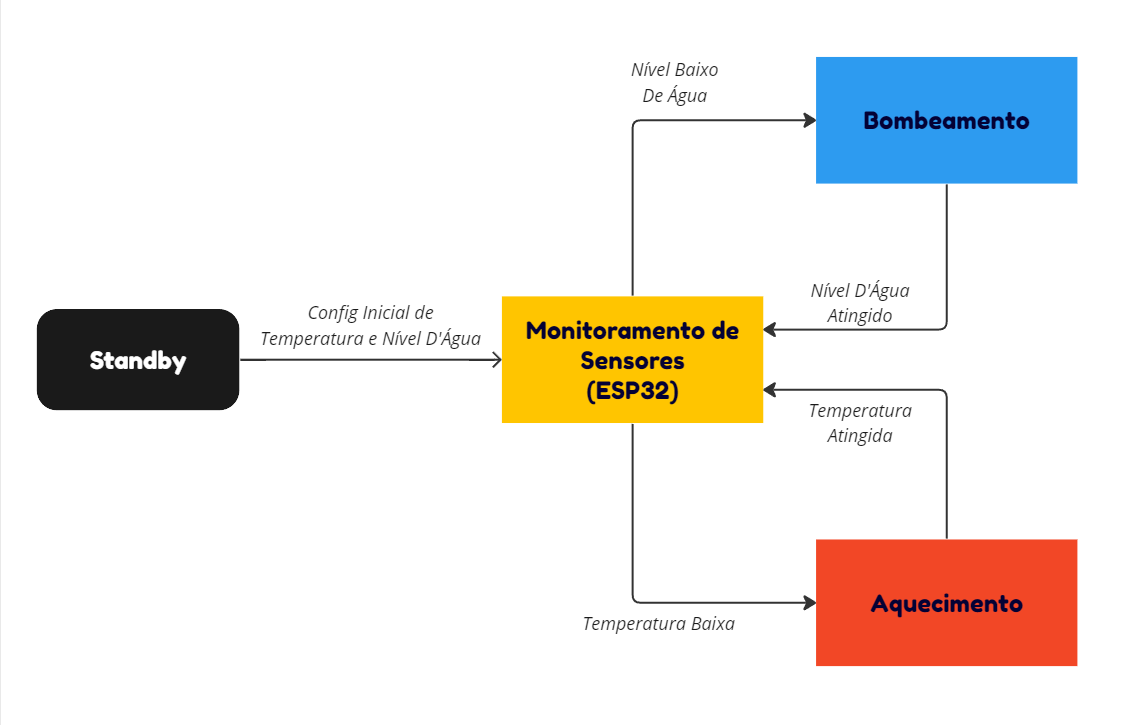 Nível Baixo
De Água
Bombeamento
Nível D'Água
Atingido
Config Inicial de
Temperatura e Nível D'Água
Standby
Monitoramento de
Sensores
(ESP32)
Temperatura
Atingida
Aquecimento
Temperatura Baixa